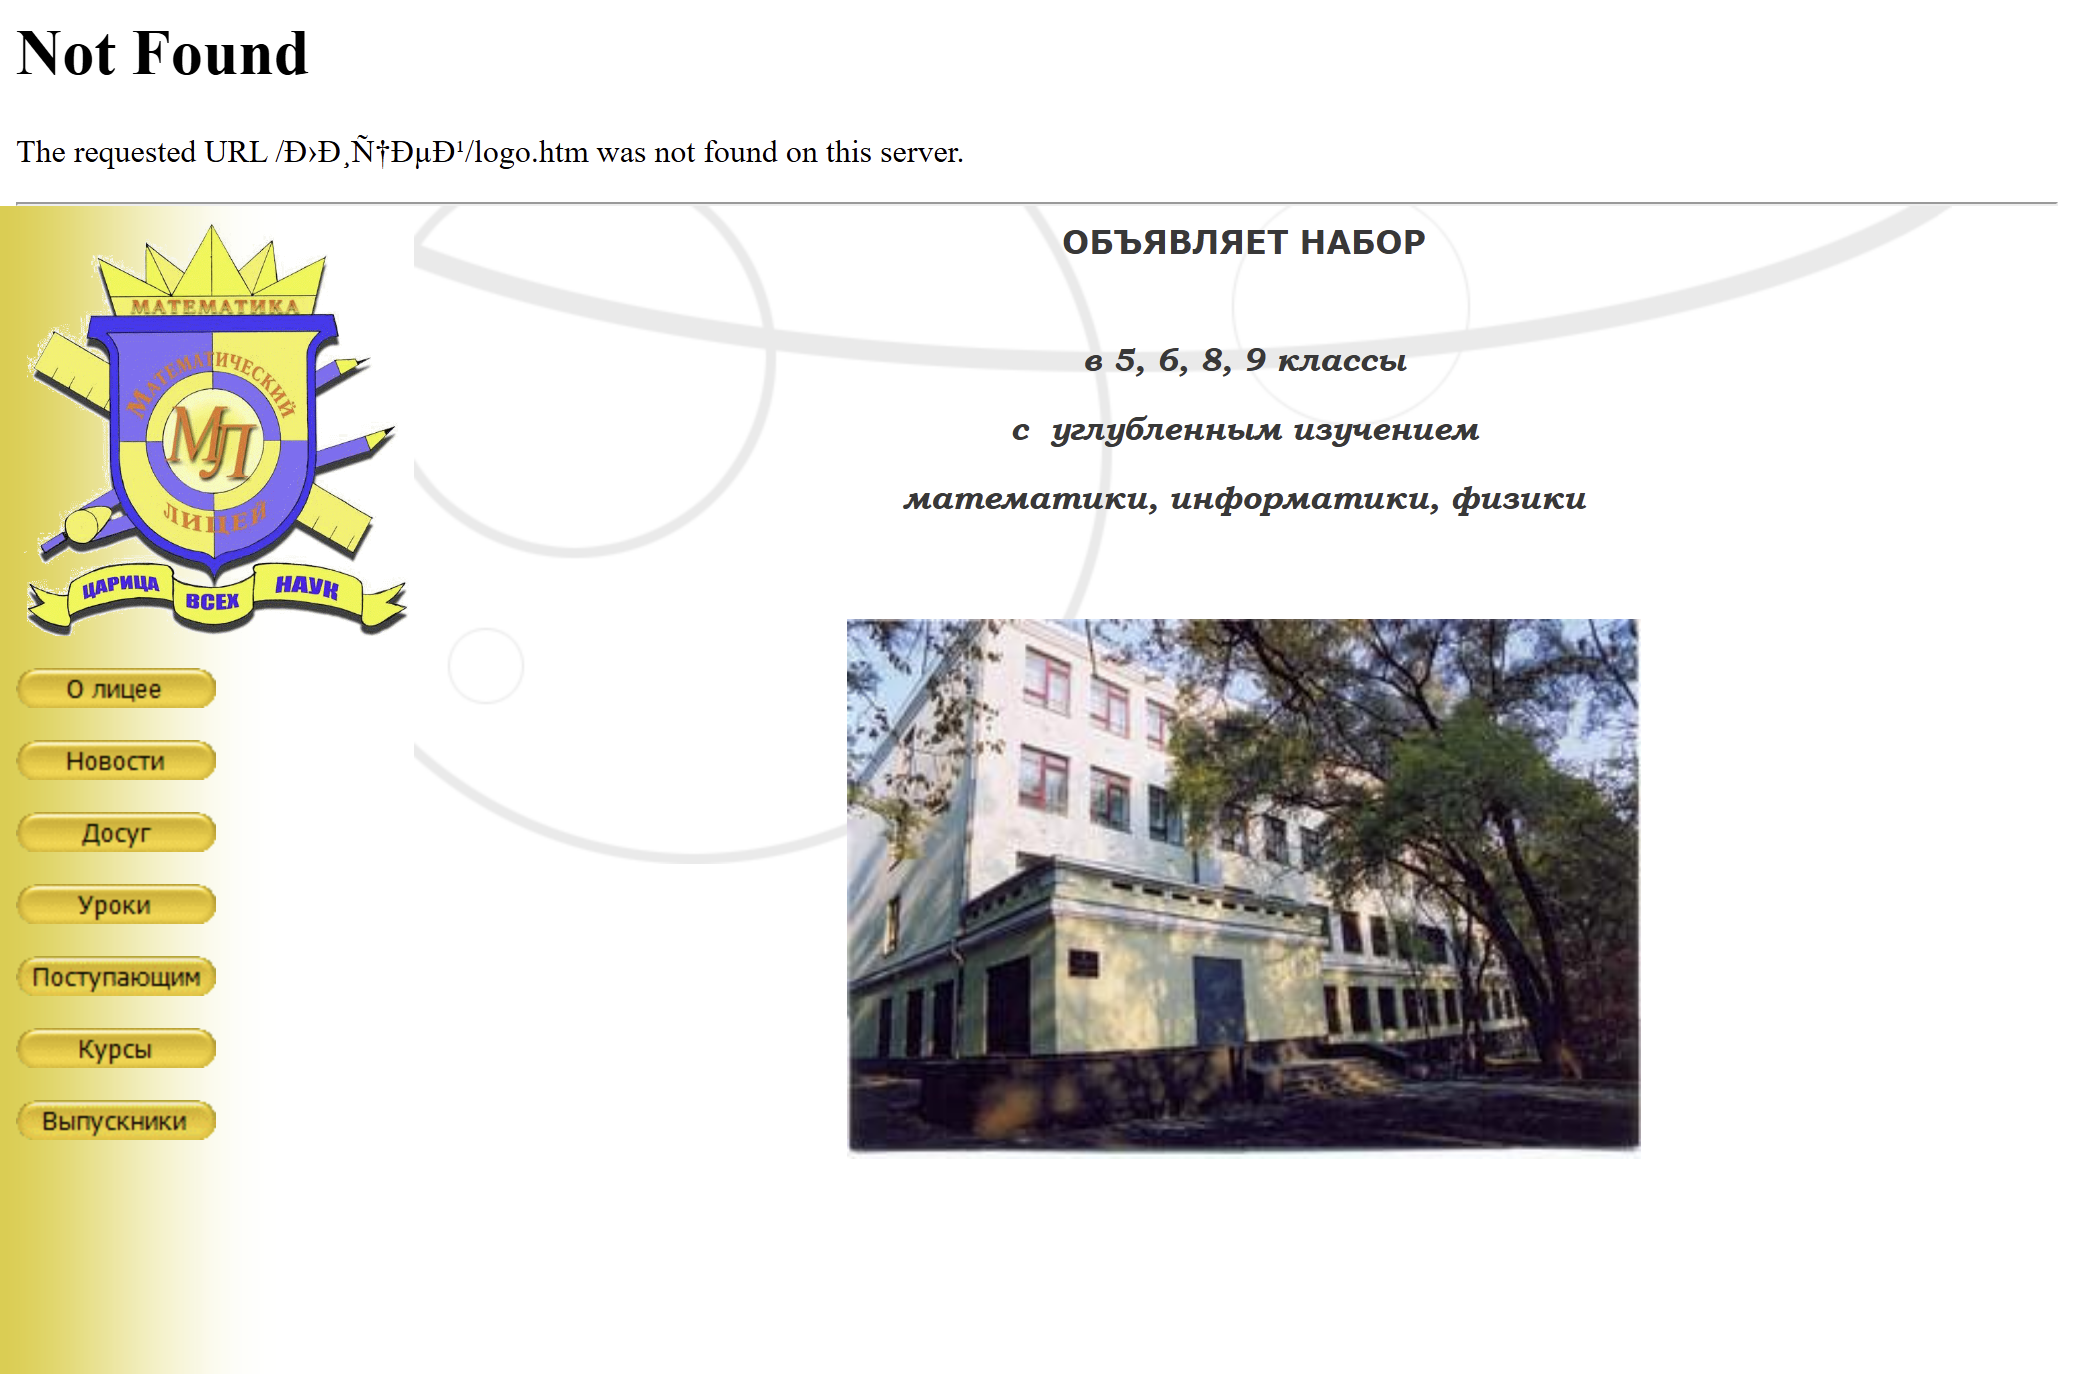 Not Found
The requested URL /Ð›Ð¸Ñ†ÐµÐ¹/logo.htm was not found on this server.
МАТЕМАТИКА
МАТЕМАТИЧЕСКИЙ
МЛ
ЛИЦЕЙ
ЦАРИЦА ВСЕХ НАУК
О лицее
Новости
Досуг
Уроки
Поступающим
Курсы
Выпускники
ОБЪЯВЛЯЕТ НАБОР
в 5, 6, 8, 9 классы
с углубленным изучением
математики, информатики, физики